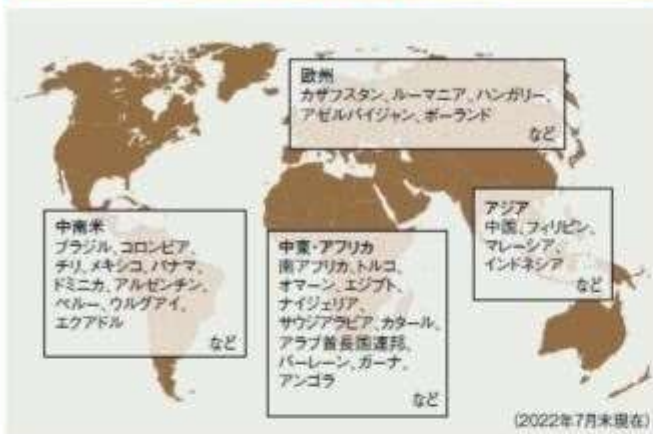 欧州
カザフスタン、ルーマニア、ハンガリー、
アゼルバイジャン、ポーランド
など
中南米
ブラジル、コロンビア、
チリ、メキシコ、パナマ、
ドミニカ、アルゼンチン、
ペルー、ウルグアイ、
エクアドル
など
中東・アフリカ
南アフリカ、トルコ、
オマーン、エジプト、
ナイジェリア、
サウジアラビア、カタール、
アラブ首長国連邦、
バーレーン、ガーナ、
アンゴラ
など
アジア
中国、フィリピン、
マレーシア、
インドネシア
など
(2022年7月末現在)